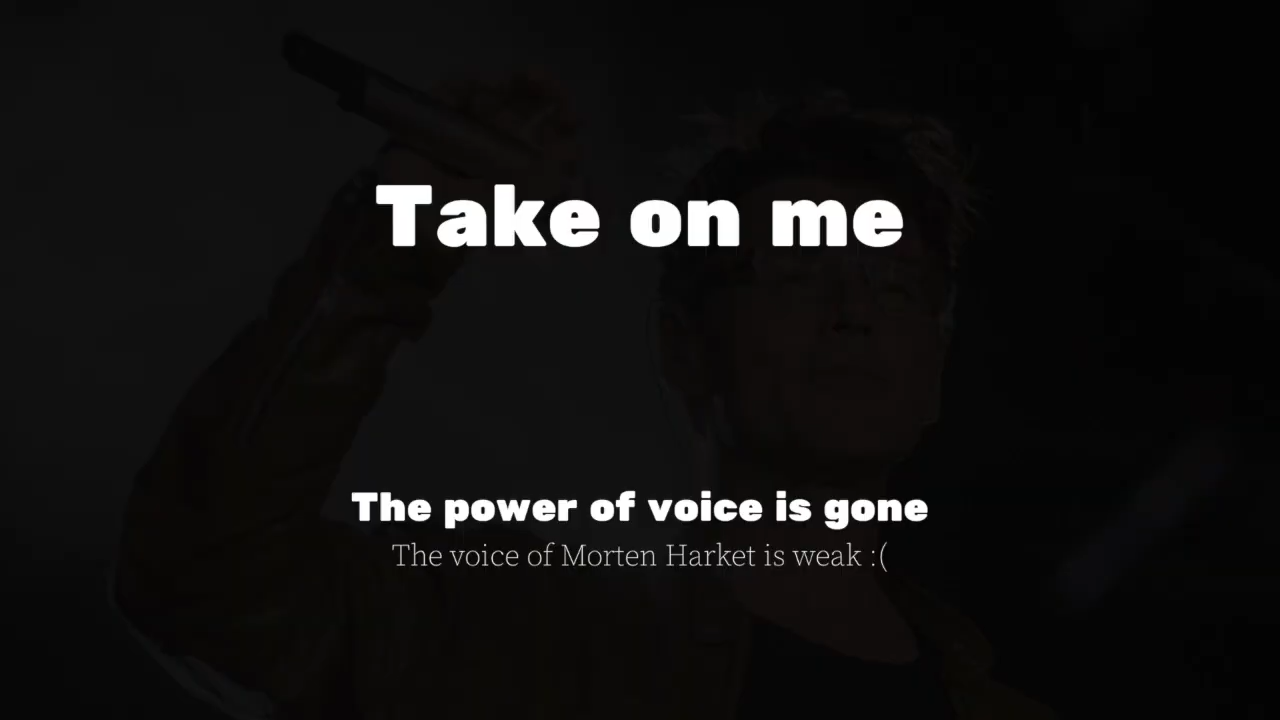 Take on me
The power of voice is gone
The voice of Morten Harket is weak :(